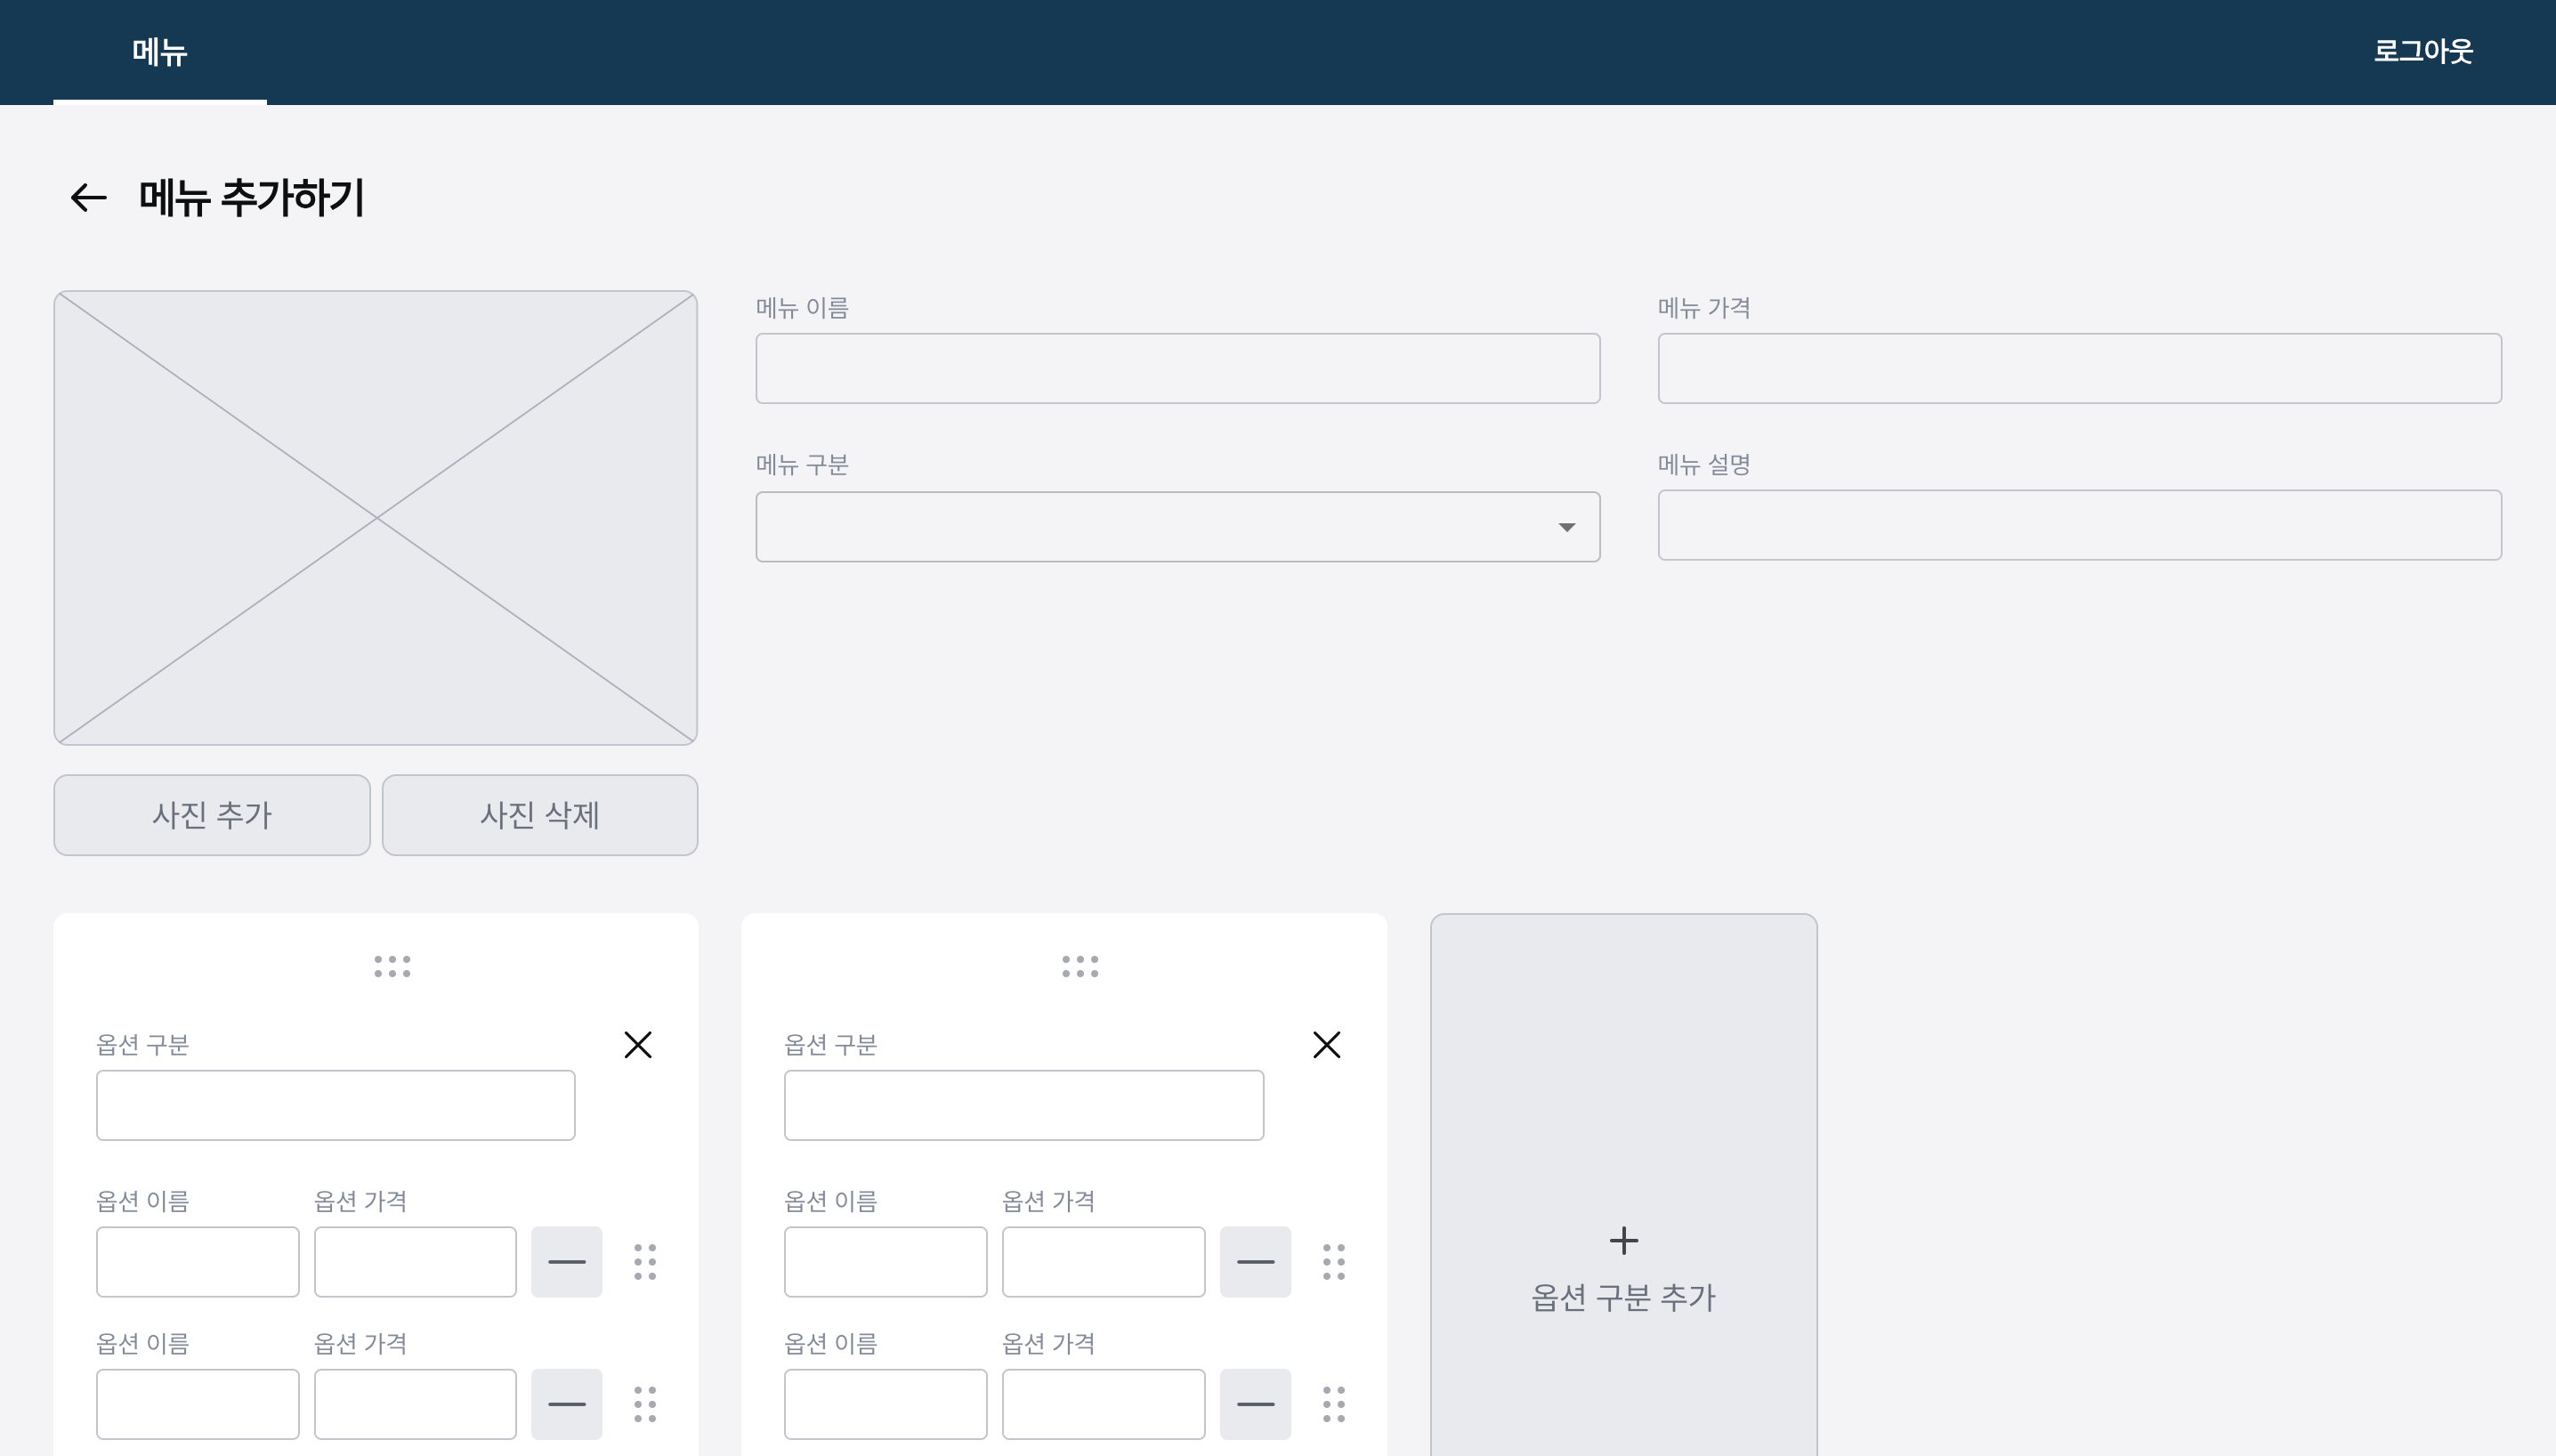 메뉴
로그아웃
메뉴 추가하기
메뉴 이름
메뉴 가격
메뉴 구분
메뉴 설명
사진 추가
사진 삭제
옵션 구분
옵션 이름 옵션 가격
옵션 이름 옵션 가격
옵션 구분
옵션 이름 옵션 가격
옵션 이름 옵션 가격
옵션 구분 추가